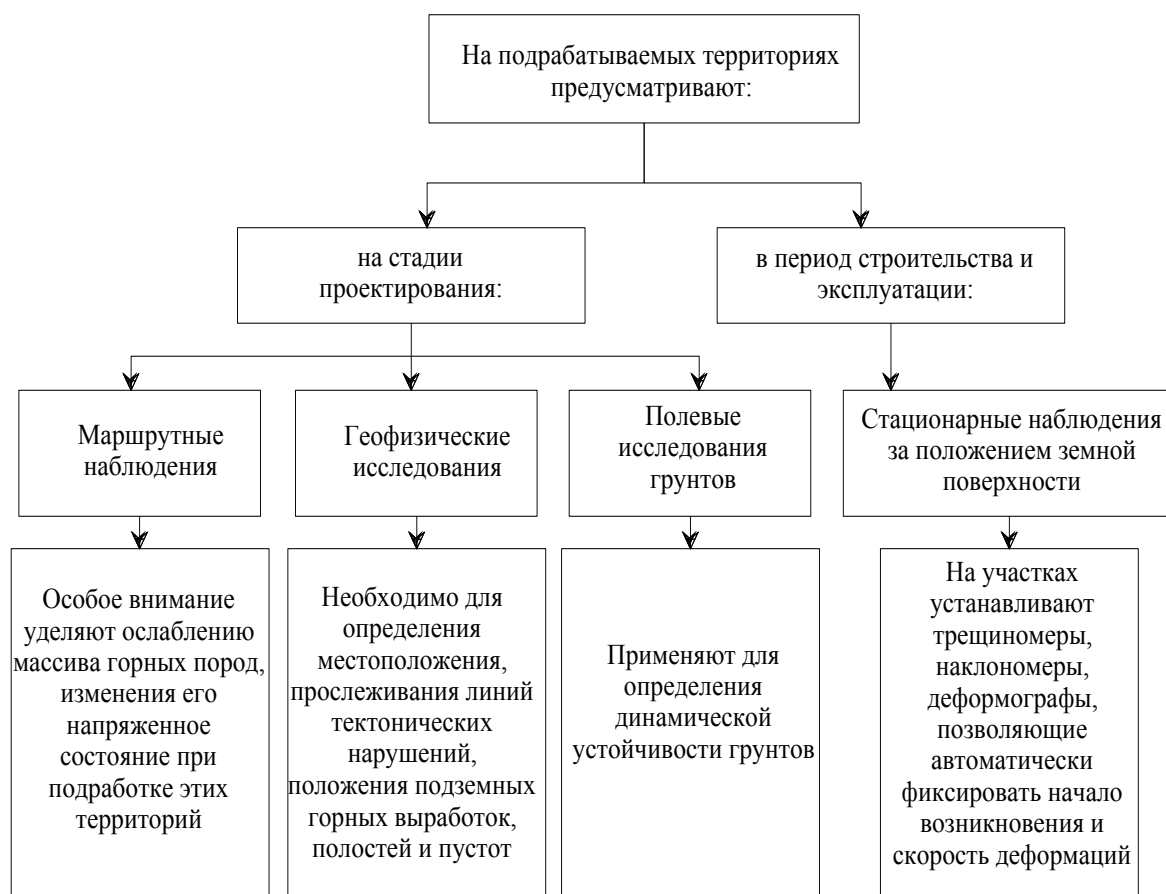 На подрабатываемых территориях
предусматривают:
на стадии
проектирования:
в период строительства и
эксплуатации:
Маршрутные
наблюдения
Геофизические
исследования
Полевые
исследования
грунтов
Стационарные наблюдения
за положением земной
поверхности
Особое внимание
уделяют ослаблению
массива горных пород,
изменения его
напряженное
состояние при
подработке этих
территорий
Необходимо для
определения
местоположения,
прослеживания линий
тектонических
нарушений,
положения подземных
горных выработок,
полостей и пустот
Применяют для
определения
динамической
устойчивости грунтов
На участках
устанавливают
трещиномеры,
наклономеры,
деформографы,
позволяющие
автоматически
фиксировать начало
возникновения и
скорость деформаций